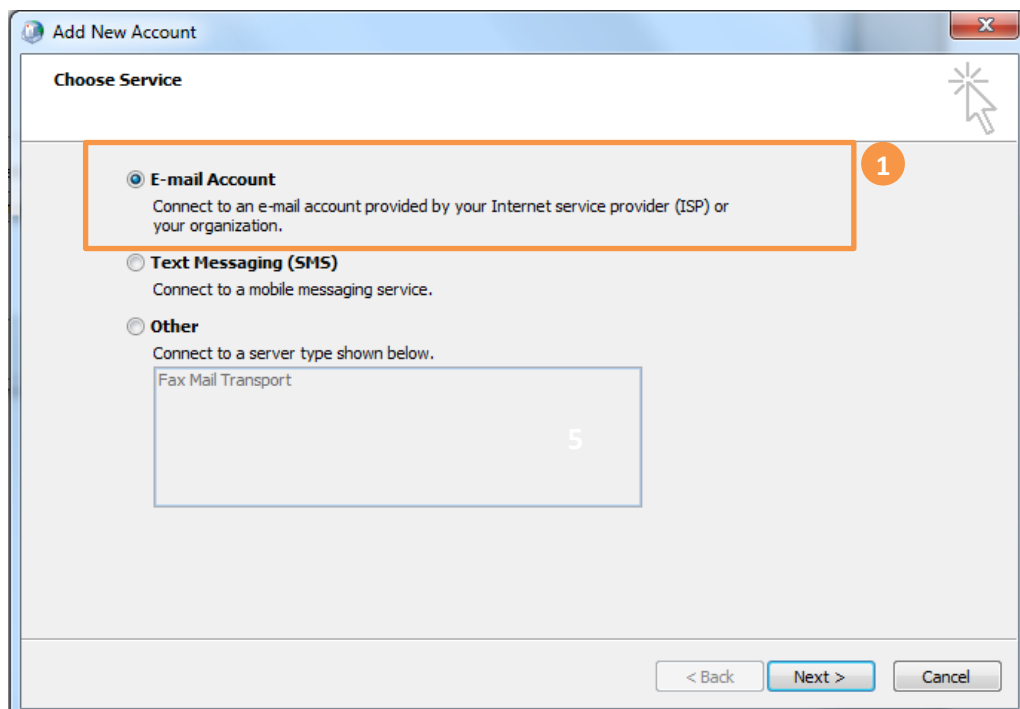 Add New Account
Choose Service
1
E-mail Account
Connect to an e-mail account provided by your Internet service provider (ISP) or
your organization.
Text Messaging (SMS)
Connect to a mobile messaging service.
Other
Connect to a server type shown below.
Fax Mail Transport
5
< Back Next > Cancel